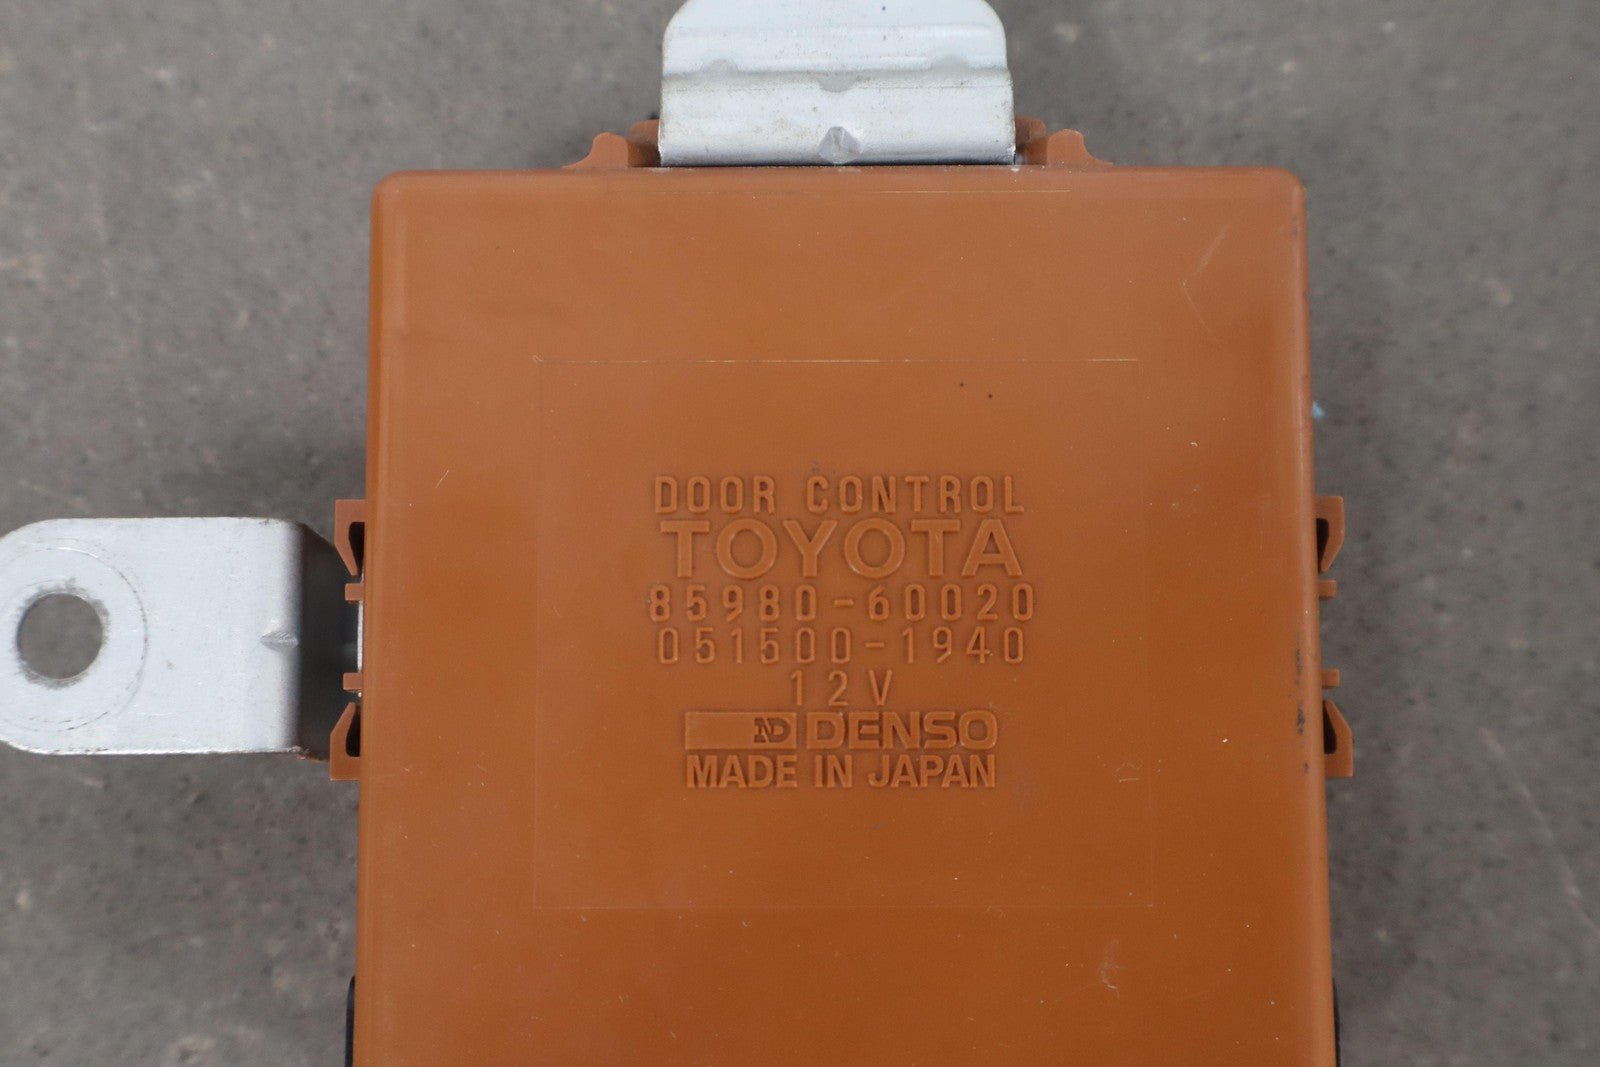 DOOR CONTROL
TOYOTA
85980-60020
051500-1940
12V
ND DENSO
MADE IN JAPAN